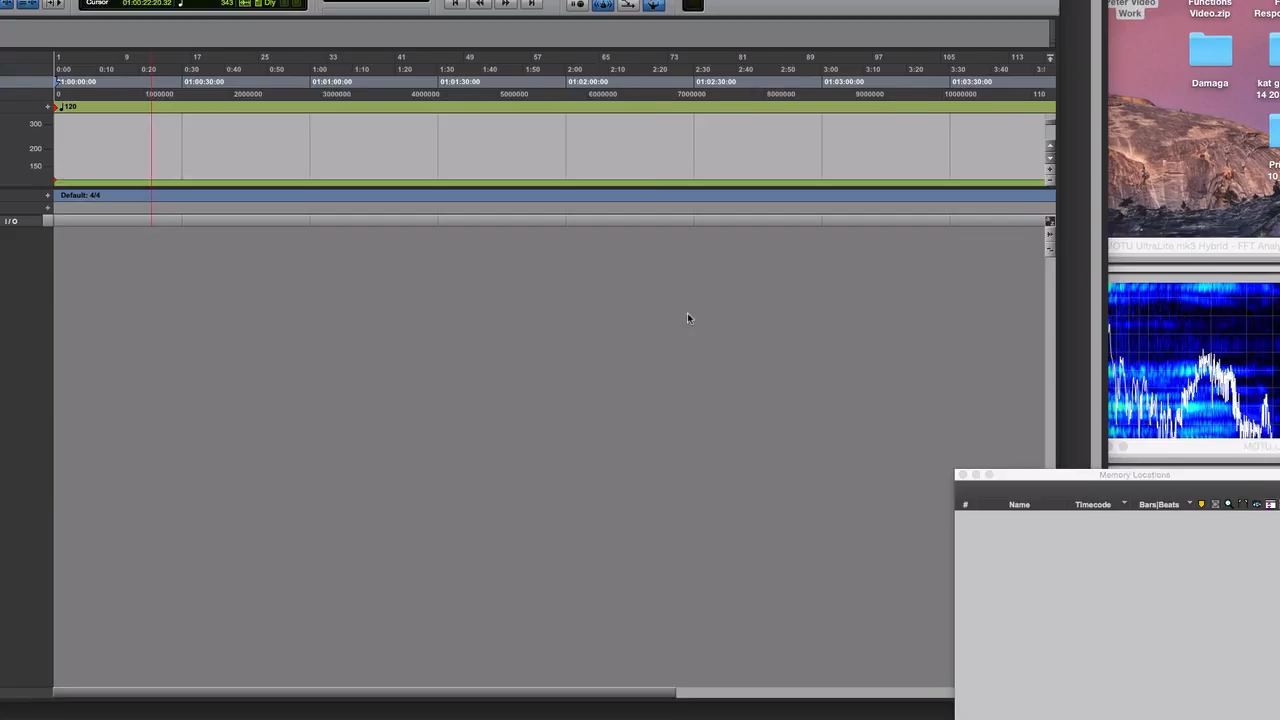 Cursor 01:00:22:20.32 343 Dly
1 9 17 25 33 41 49 57 65 73 81 89 97 105 113
0:00 0:10 0:20 0:30 0:40 0:50 1:00 1:10 1:20 1:30 1:40 1:50 2:00 2:10 2:20 2:30 2:40 2:50 3:00 3:10 3:20 3:30 3:40
01:00:00:00 01:00:30:00 01:01:00:00 01:01:30:00 01:02:00:00 01:02:30:00 01:03:00:00 01:03:30:00
0 1000000 2000000 3000000 4000000 5000000 6000000 7000000 8000000 9000000 10000000 110
120
300
200
150
Default: 4/4
I / O
Peter Video
Work
Functions
Video.zip
Respo
Damaga
kat g
14 20
Pri
10
MOTU UltraLite mk3 Hybrid - FFT Analy
Memory Locations
# Name Timecode Bars|Beats